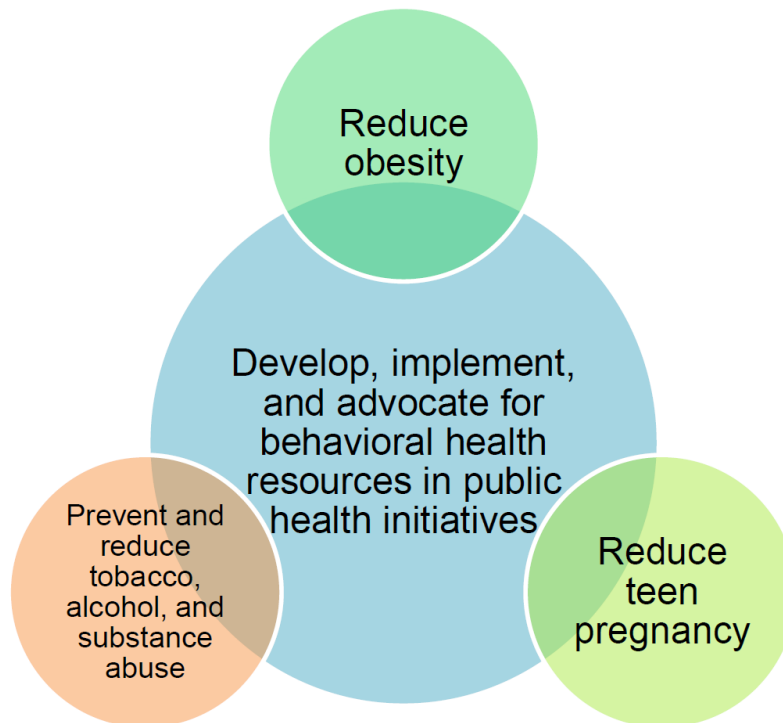 Reduce
obesity
Develop, implement,
and advocate for
behavioral health
resources in public
health initiatives
Prevent and
reduce
tobacco,
alcohol, and
substance
abuse
Reduce
teen
pregnancy